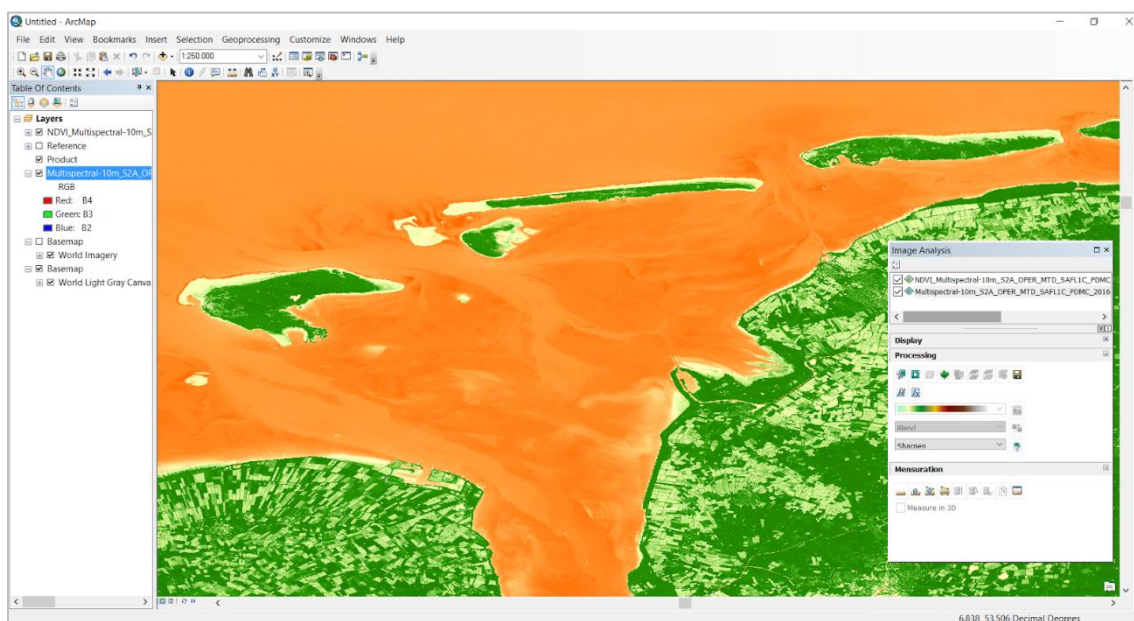 Untitled - ArcMap
File Edit View Bookmarks Insert Selection Geoprocessing Customize Windows Help
1:250.000
Table Of Contents
Layers
NDVI_Multispectral-10m_S
Reference
Product
Multispectral-10m_S2A_OP
RGB
Red: B4
Green: B3
Blue: B2
Basemap
World Imagery
Basemap
World Light Gray Canva
Image Analysis
NDVI_Multispectral-10m_S2A_OPER_MTD_SAFL1C_PDMC
Multispectral-10m_S2A_OPER_MTD_SAFL1C_PDMC_2016
Display
Processing
Blend
Sharpen
Mensuration
Measure in 3D
6,838 53,506 Decimal Degrees